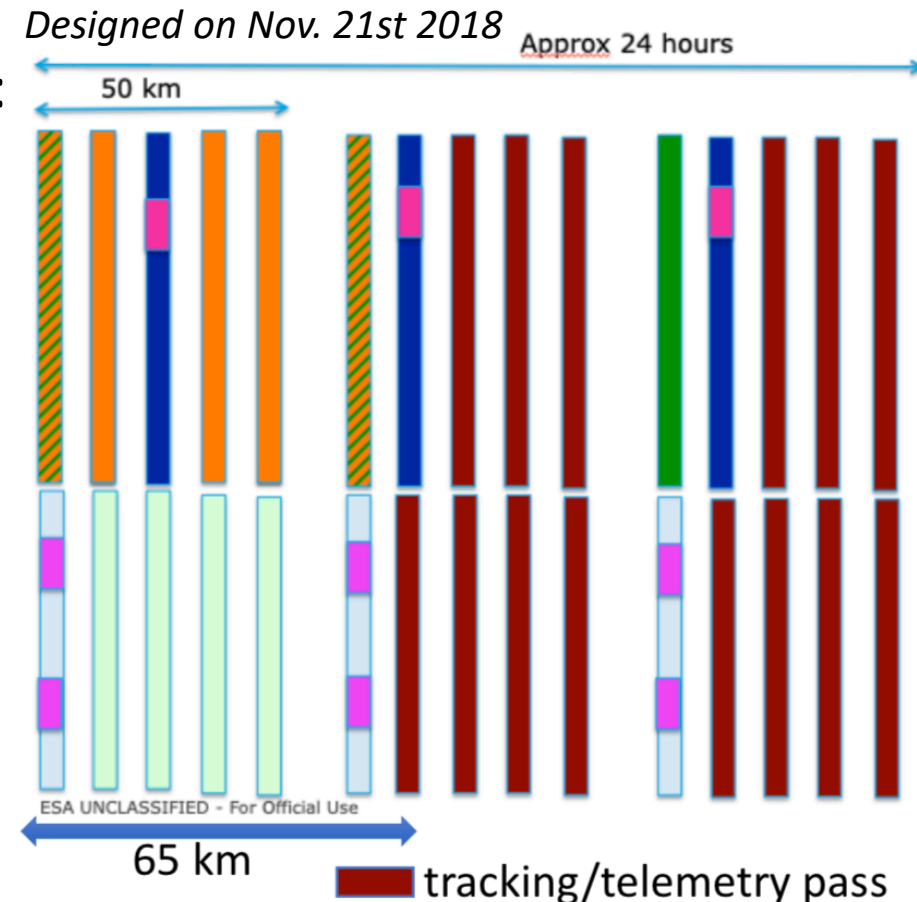 Designed on Nov. 21st 2018
Approx 24 hours
:
50 km
ESA UNCLASSIFIED - For Official Use
65 km
tracking/telemetry pass